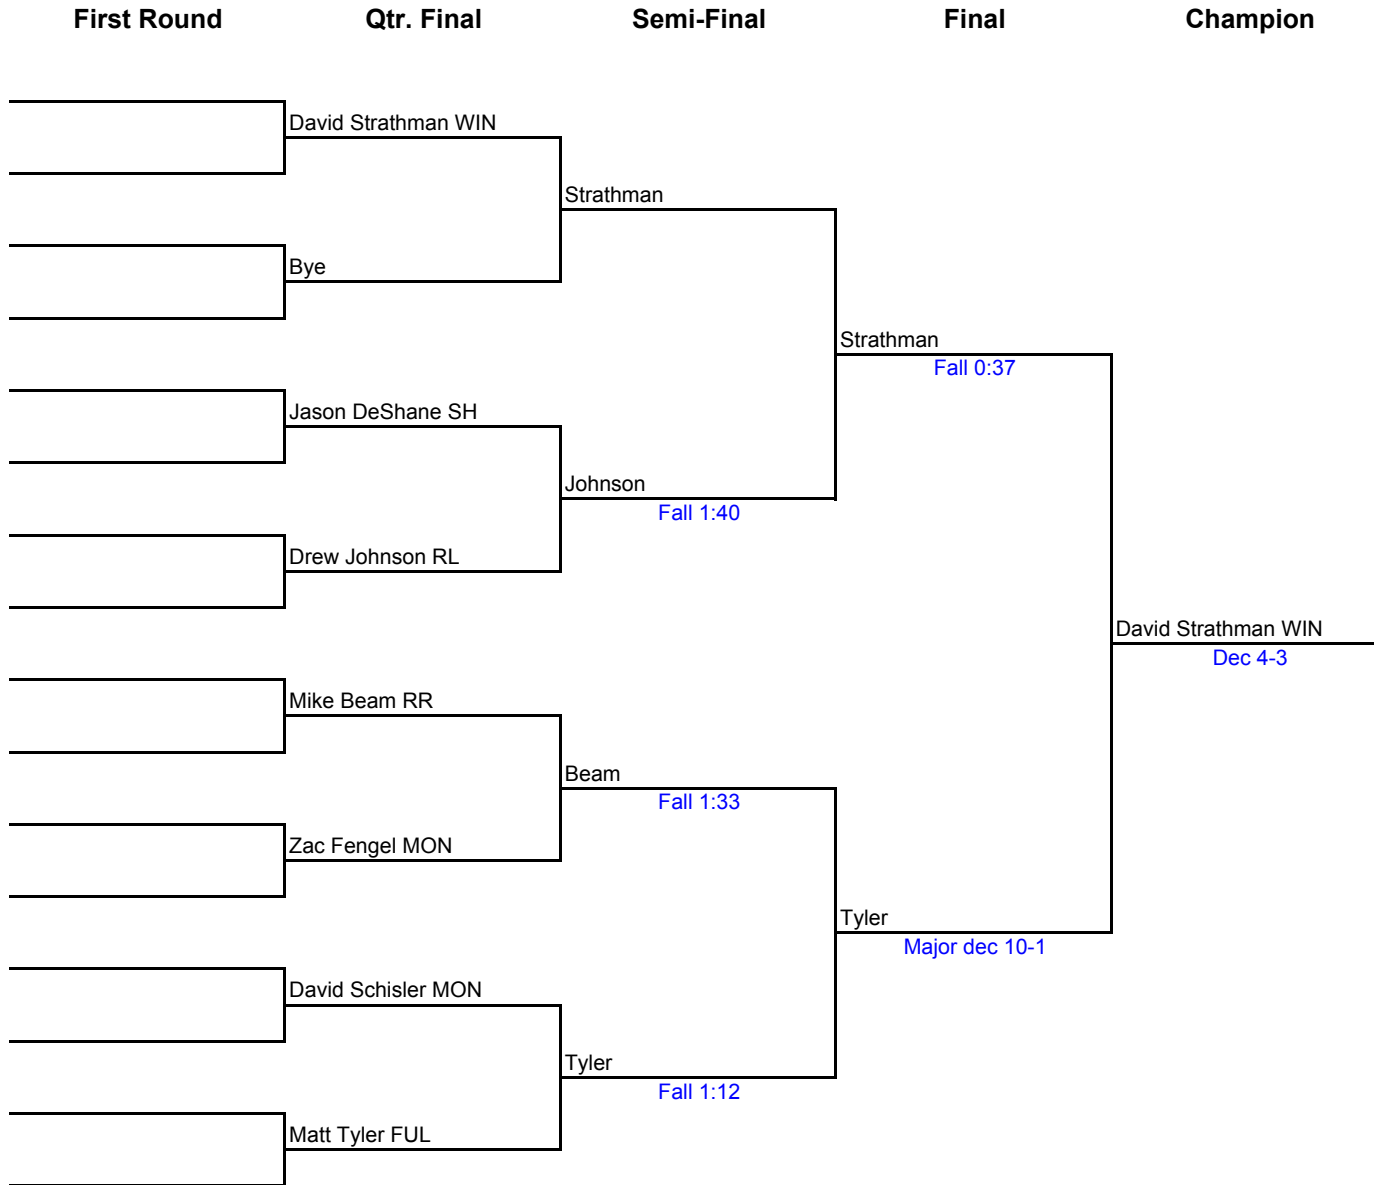 First Round Qtr. Final Semi-Final Final Champion
David Strathman WIN
Strathman
Bye
Strathman
Fall 0:37
Jason DeShane SH
Johnson
Fall 1:40
Drew Johnson RL
David Strathman WIN
Dec 4-3
Mike Beam RR
Beam
Fall 1:33
Zac Fengel MON
Tyler
Major dec 10-1
David Schisler MON
Tyler
Fall 1:12
Matt Tyler FUL